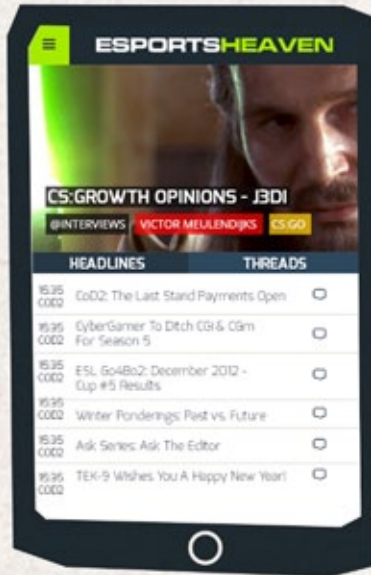 ESPORTSHEAVEN
CS:GROWTH OPINIONS - J3DI
@INTERVIEWS VICTOR MEULENDIJKS CS:GO
HEADLINES THREADS
15:35
COD2
CoD2: The Last Stand Payments Open
15:35
COD2
CyberGamer To Ditch CGi & CGm
For Season 5
15:35
COD2
ESL Go4Bo2: December 2012 -
Cup #5 Results
15:35
COD2
Winter Ponderings: Past vs. Future
15:35
COD2
Ask Series: Ask The Editor
15:35
COD2
TEK-9 Wishes You A Happy New Year!